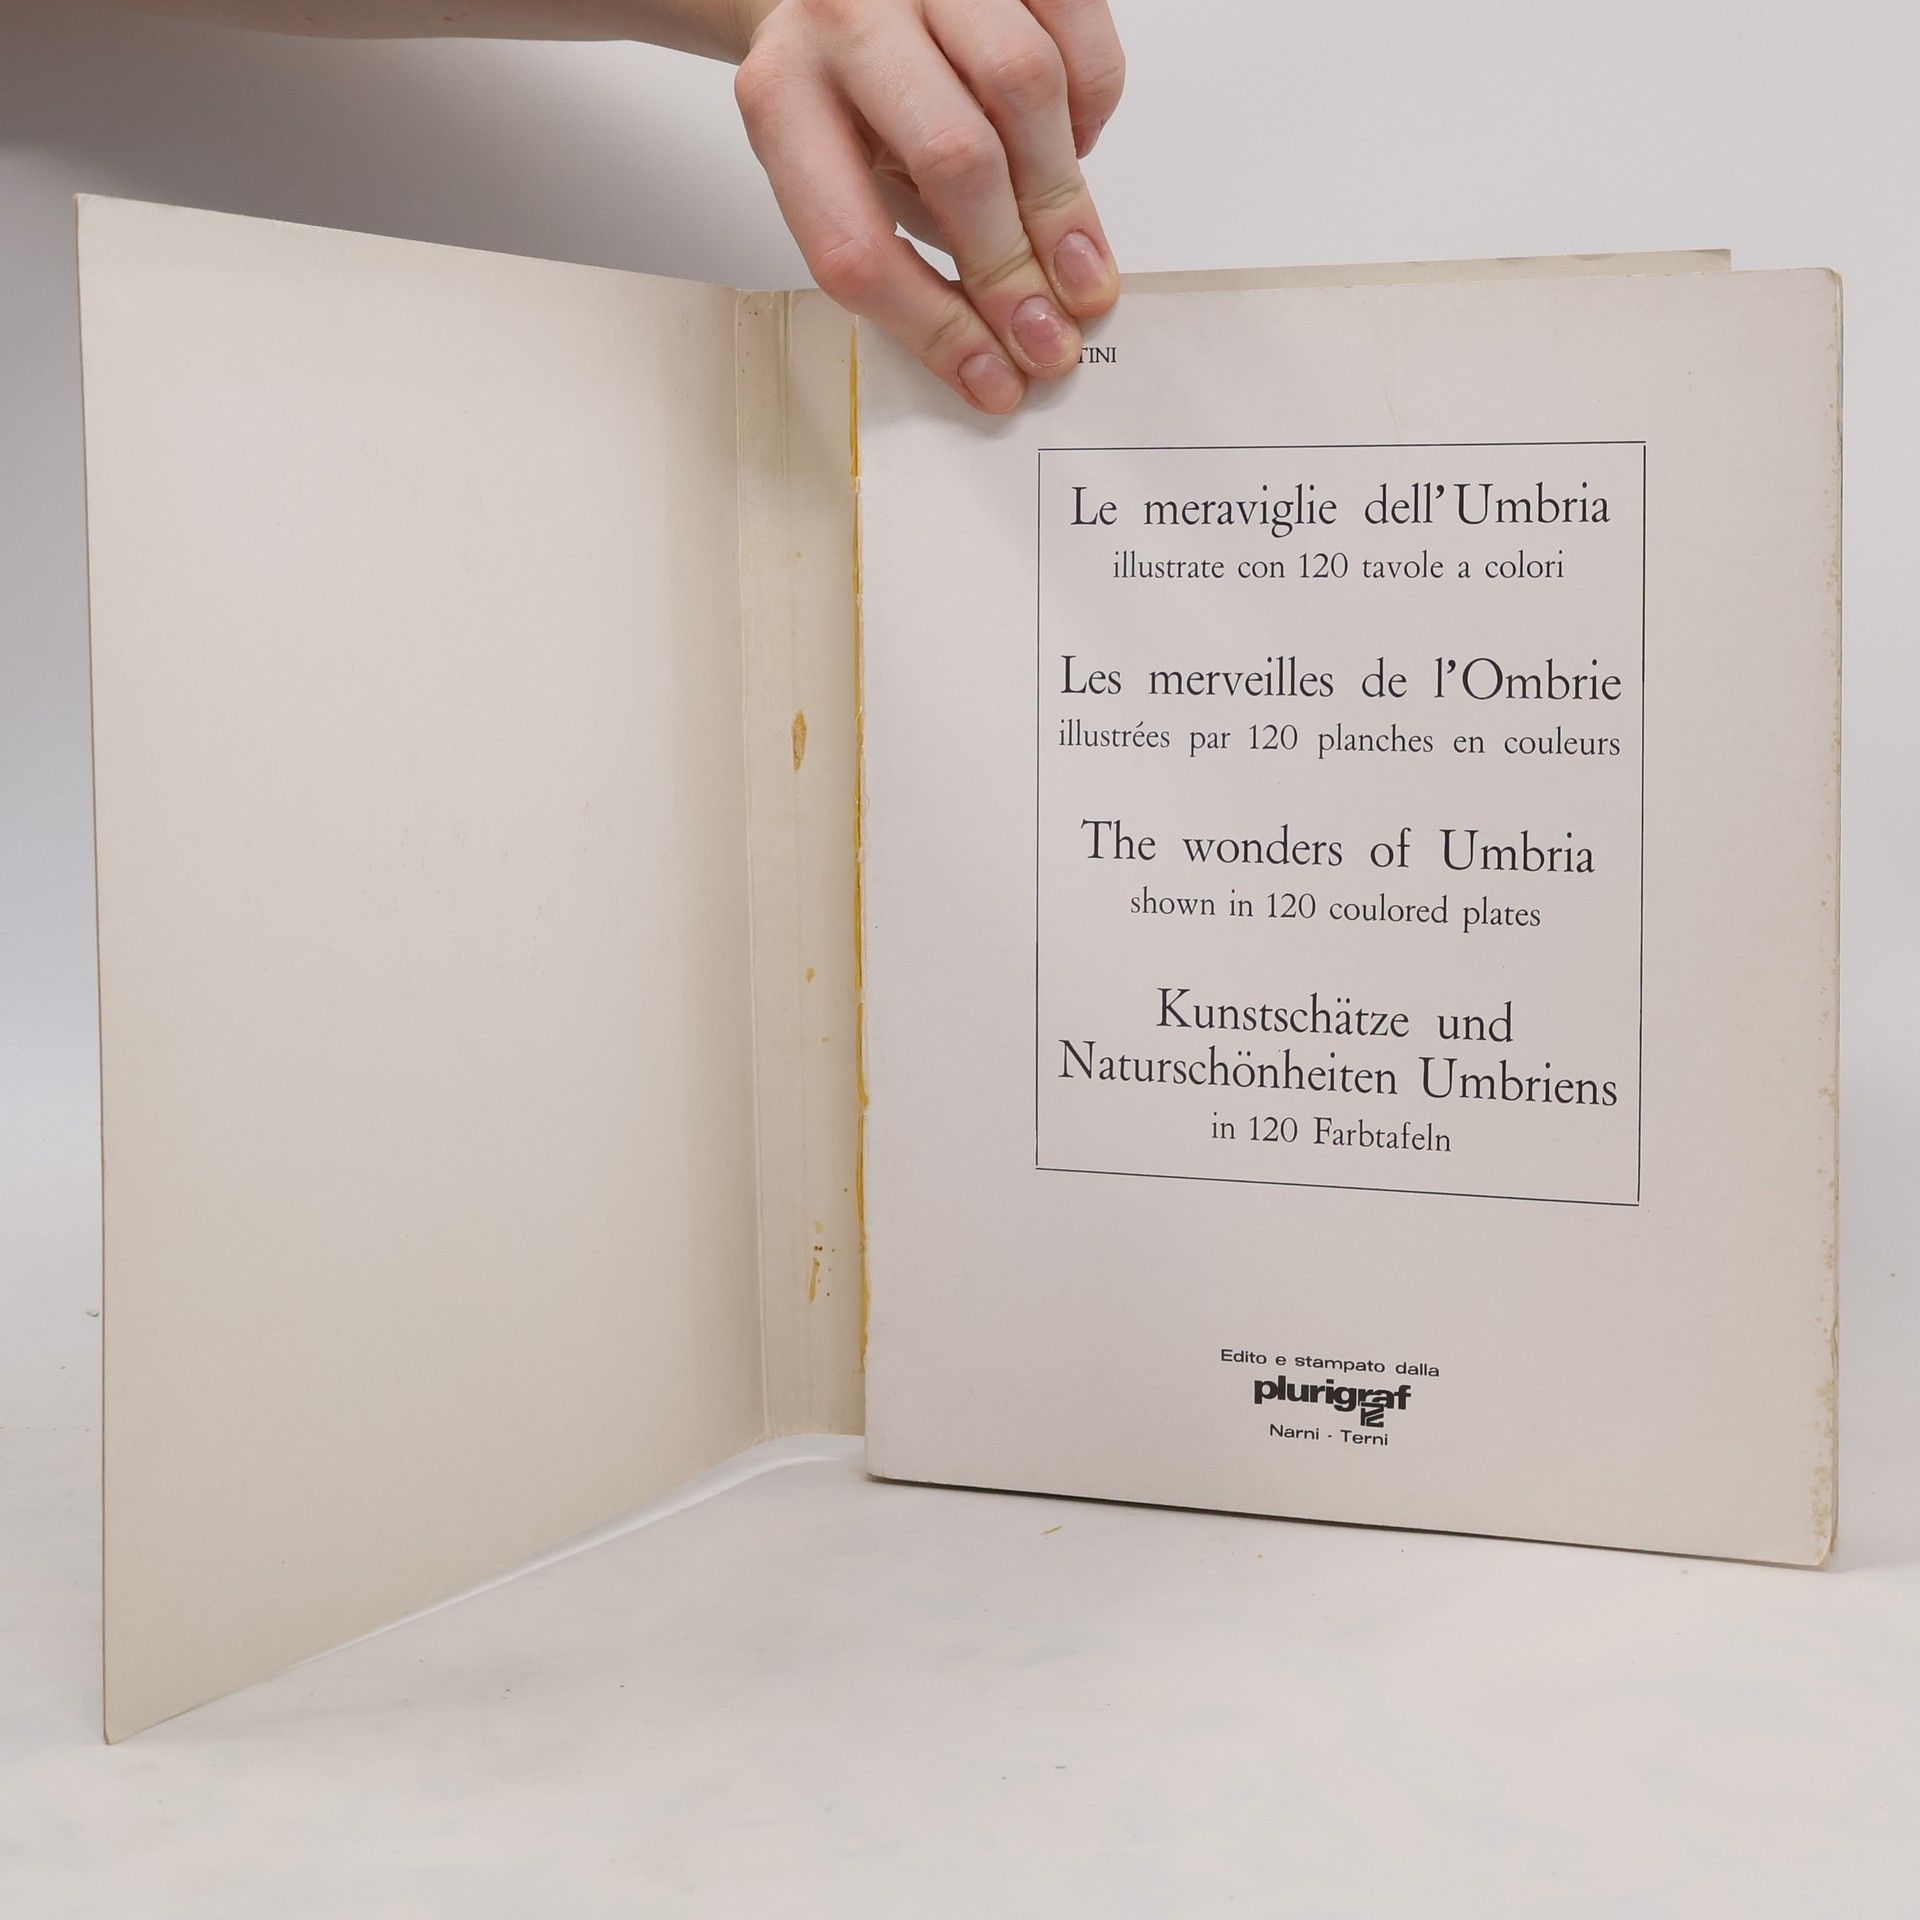 Le meraviglie dell'Umbria
illustrate con 120 tavole a colori
Les merveilles de l'Ombrie
illustrées par 120 planches en couleurs
The wonders of Umbria
shown in 120 coulored plates
Kunstschätze und
Naturschönheiten Umbriens
in 120 Farbtafeln
Edito e stampato dalla
plurigraf
Narni - Terni